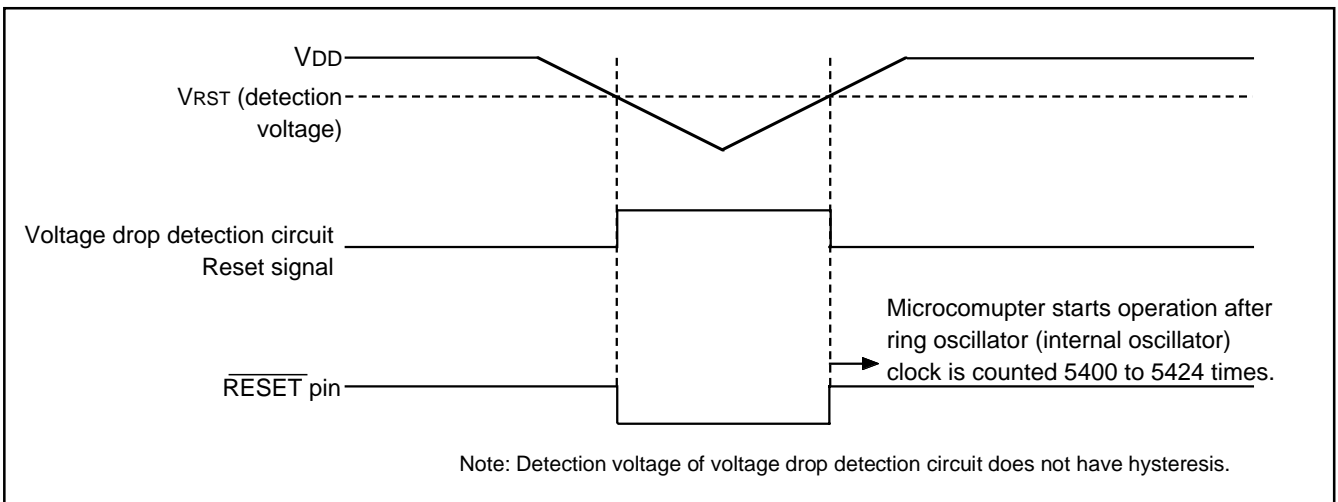 VDD
VRST (detection
voltage)
Voltage drop detection circuit
Reset signal
Microcomupter starts operation after
ring oscillator (internal oscillator)
clock is counted 5400 to 5424 times.
RESET pin
Note: Detection voltage of voltage drop detection circuit does not have hysteresis.